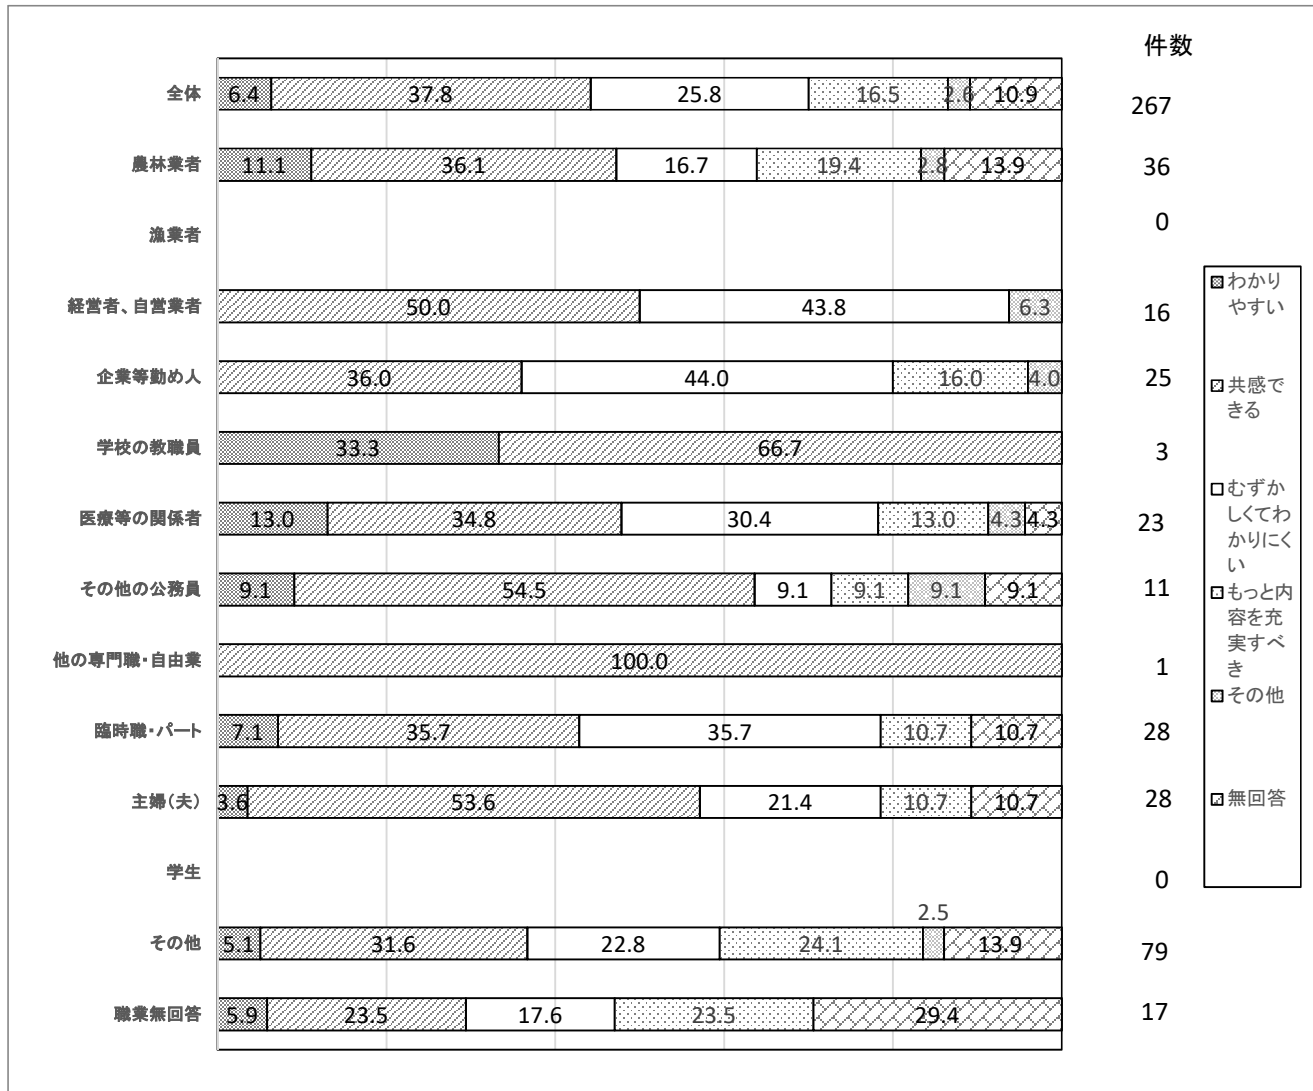 件数
全体 6.4 37.8 25.8 16.5 2.6 10.9 267
農林業者 11.1 36.1 16.7 19.4 2.8 13.9 36
漁業者 0
経営者、自営業者 50.0 43.8 6.3 16
企業等勤め人 36.0 44.0 16.0 4.0 25
学校の教職員 33.3 66.7 3
医療等の関係者 13.0 34.8 30.4 13.0 4.3 4.3 23
その他の公務員 9.1 54.5 9.1 9.1 9.1 9.1 11
他の専門職・自由業 100.0 1
臨時職・パート 7.1 35.7 35.7 10.7 10.7 28
主婦(夫) 3.6 53.6 21.4 10.7 10.7 28
学生 0
2.5
その他 5.1 31.6 22.8 24.1 13.9 79
職業無回答 5.9 23.5 17.6 23.5 29.4 17
わかり
やすい
共感で
きる
むずか
しくてわ
かりにく
い
もっと内
容を充
実すべ
き
その他
無回答